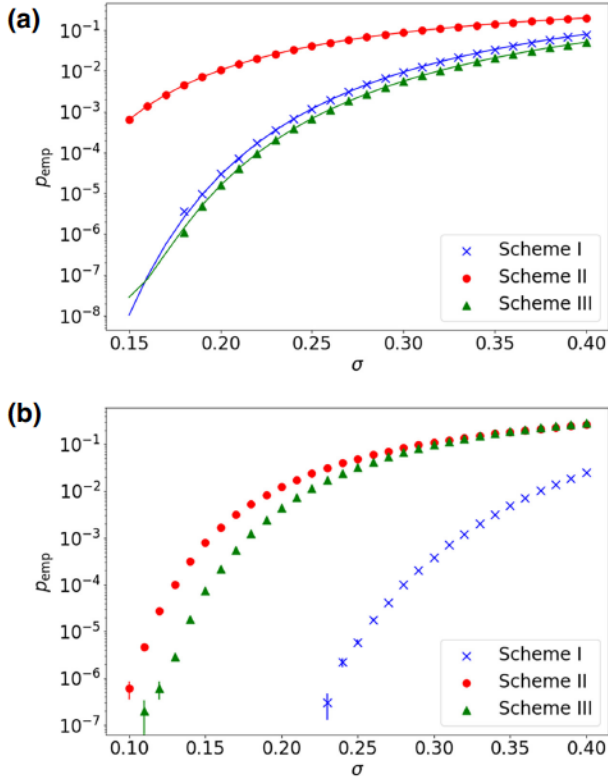 (a)
10⁻¹
10⁻²
10⁻³
10⁻⁴
10⁻⁵
10⁻⁶
10⁻⁷
10⁻⁸
p_emp
Scheme I
Scheme II
Scheme III
0.15 0.20 0.25 0.30 0.35 0.40
σ
(b)
10⁻¹
10⁻²
10⁻³
10⁻⁴
10⁻⁵
10⁻⁶
10⁻⁷
p_emp
Scheme I
Scheme II
Scheme III
0.10 0.15 0.20 0.25 0.30 0.35 0.40
σ